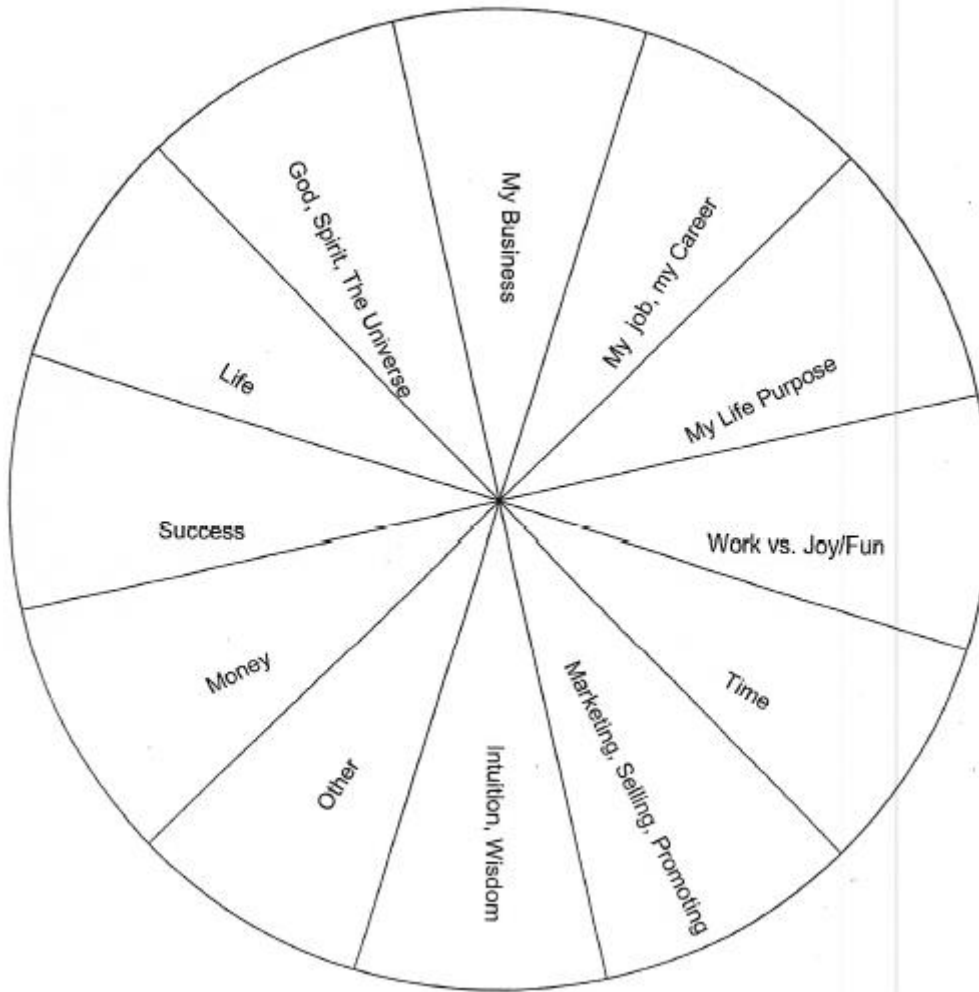 My Business
My job, my Career
My Life Purpose
Work vs. Joy/Fun
Time
Marketing, Selling, Promoting
Intuition, Wisdom
Other
Money
Success
Life
God, Spirit, The Universe